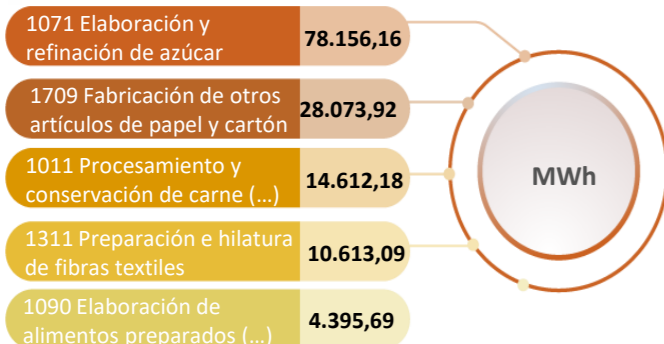 1071 Elaboración y
refinación de azúcar
78.156,16
1709 Fabricación de otros
artículos de papel y cartón
28.073,92
1011 Procesamiento y
conservación de carne (...)
14.612,18
1311 Preparación e hilatura
de fibras textiles
10.613,09
1090 Elaboración de
alimentos preparados (...)
4.395,69
MWh